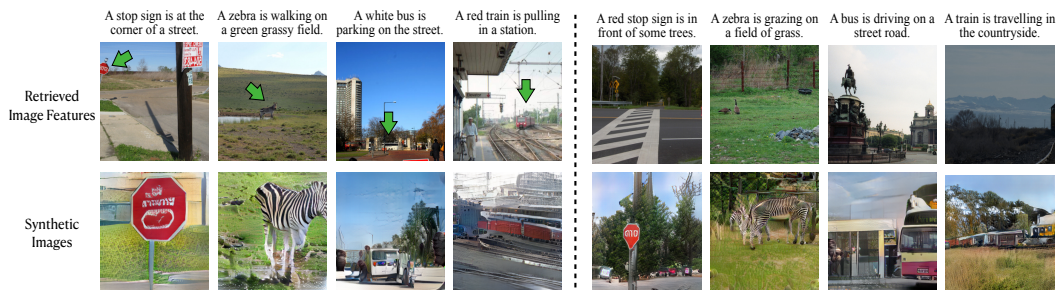 A stop sign is at the
corner of a street.
A zebra is walking on
a green grassy field.
A white bus is
parking on the street.
A red train is pulling
in a station.
A red stop sign is in
front of some trees.
A zebra is grazing on
a field of grass.
A bus is driving on a
street road.
A train is travelling in
the countryside.
Retrieved
Image Features
Synthetic
Images